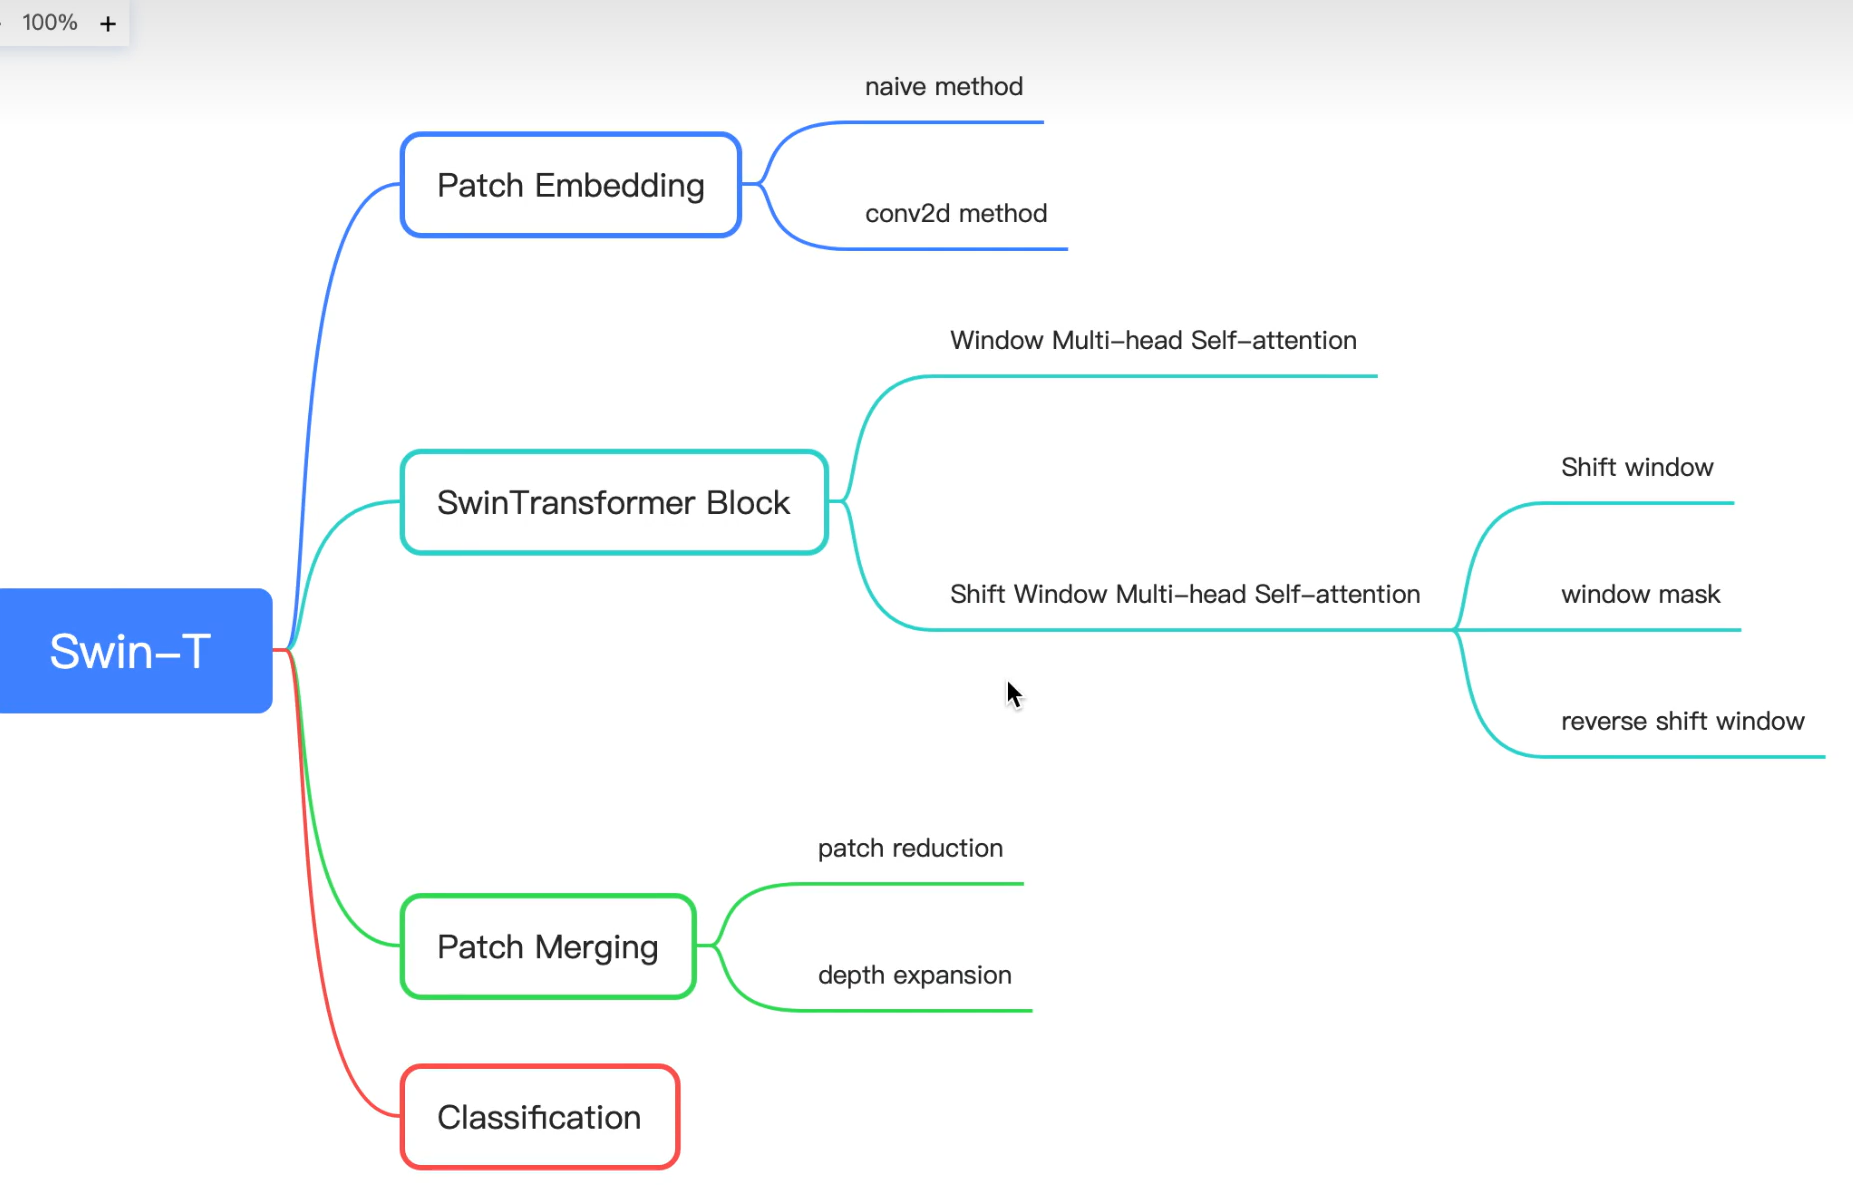 100% +
naive method
Patch Embedding
conv2d method
Window Multi-head Self-attention
SwinTransformer Block
Shift window
Shift Window Multi-head Self-attention
window mask
reverse shift window
Swin-T
patch reduction
Patch Merging
depth expansion
Classification